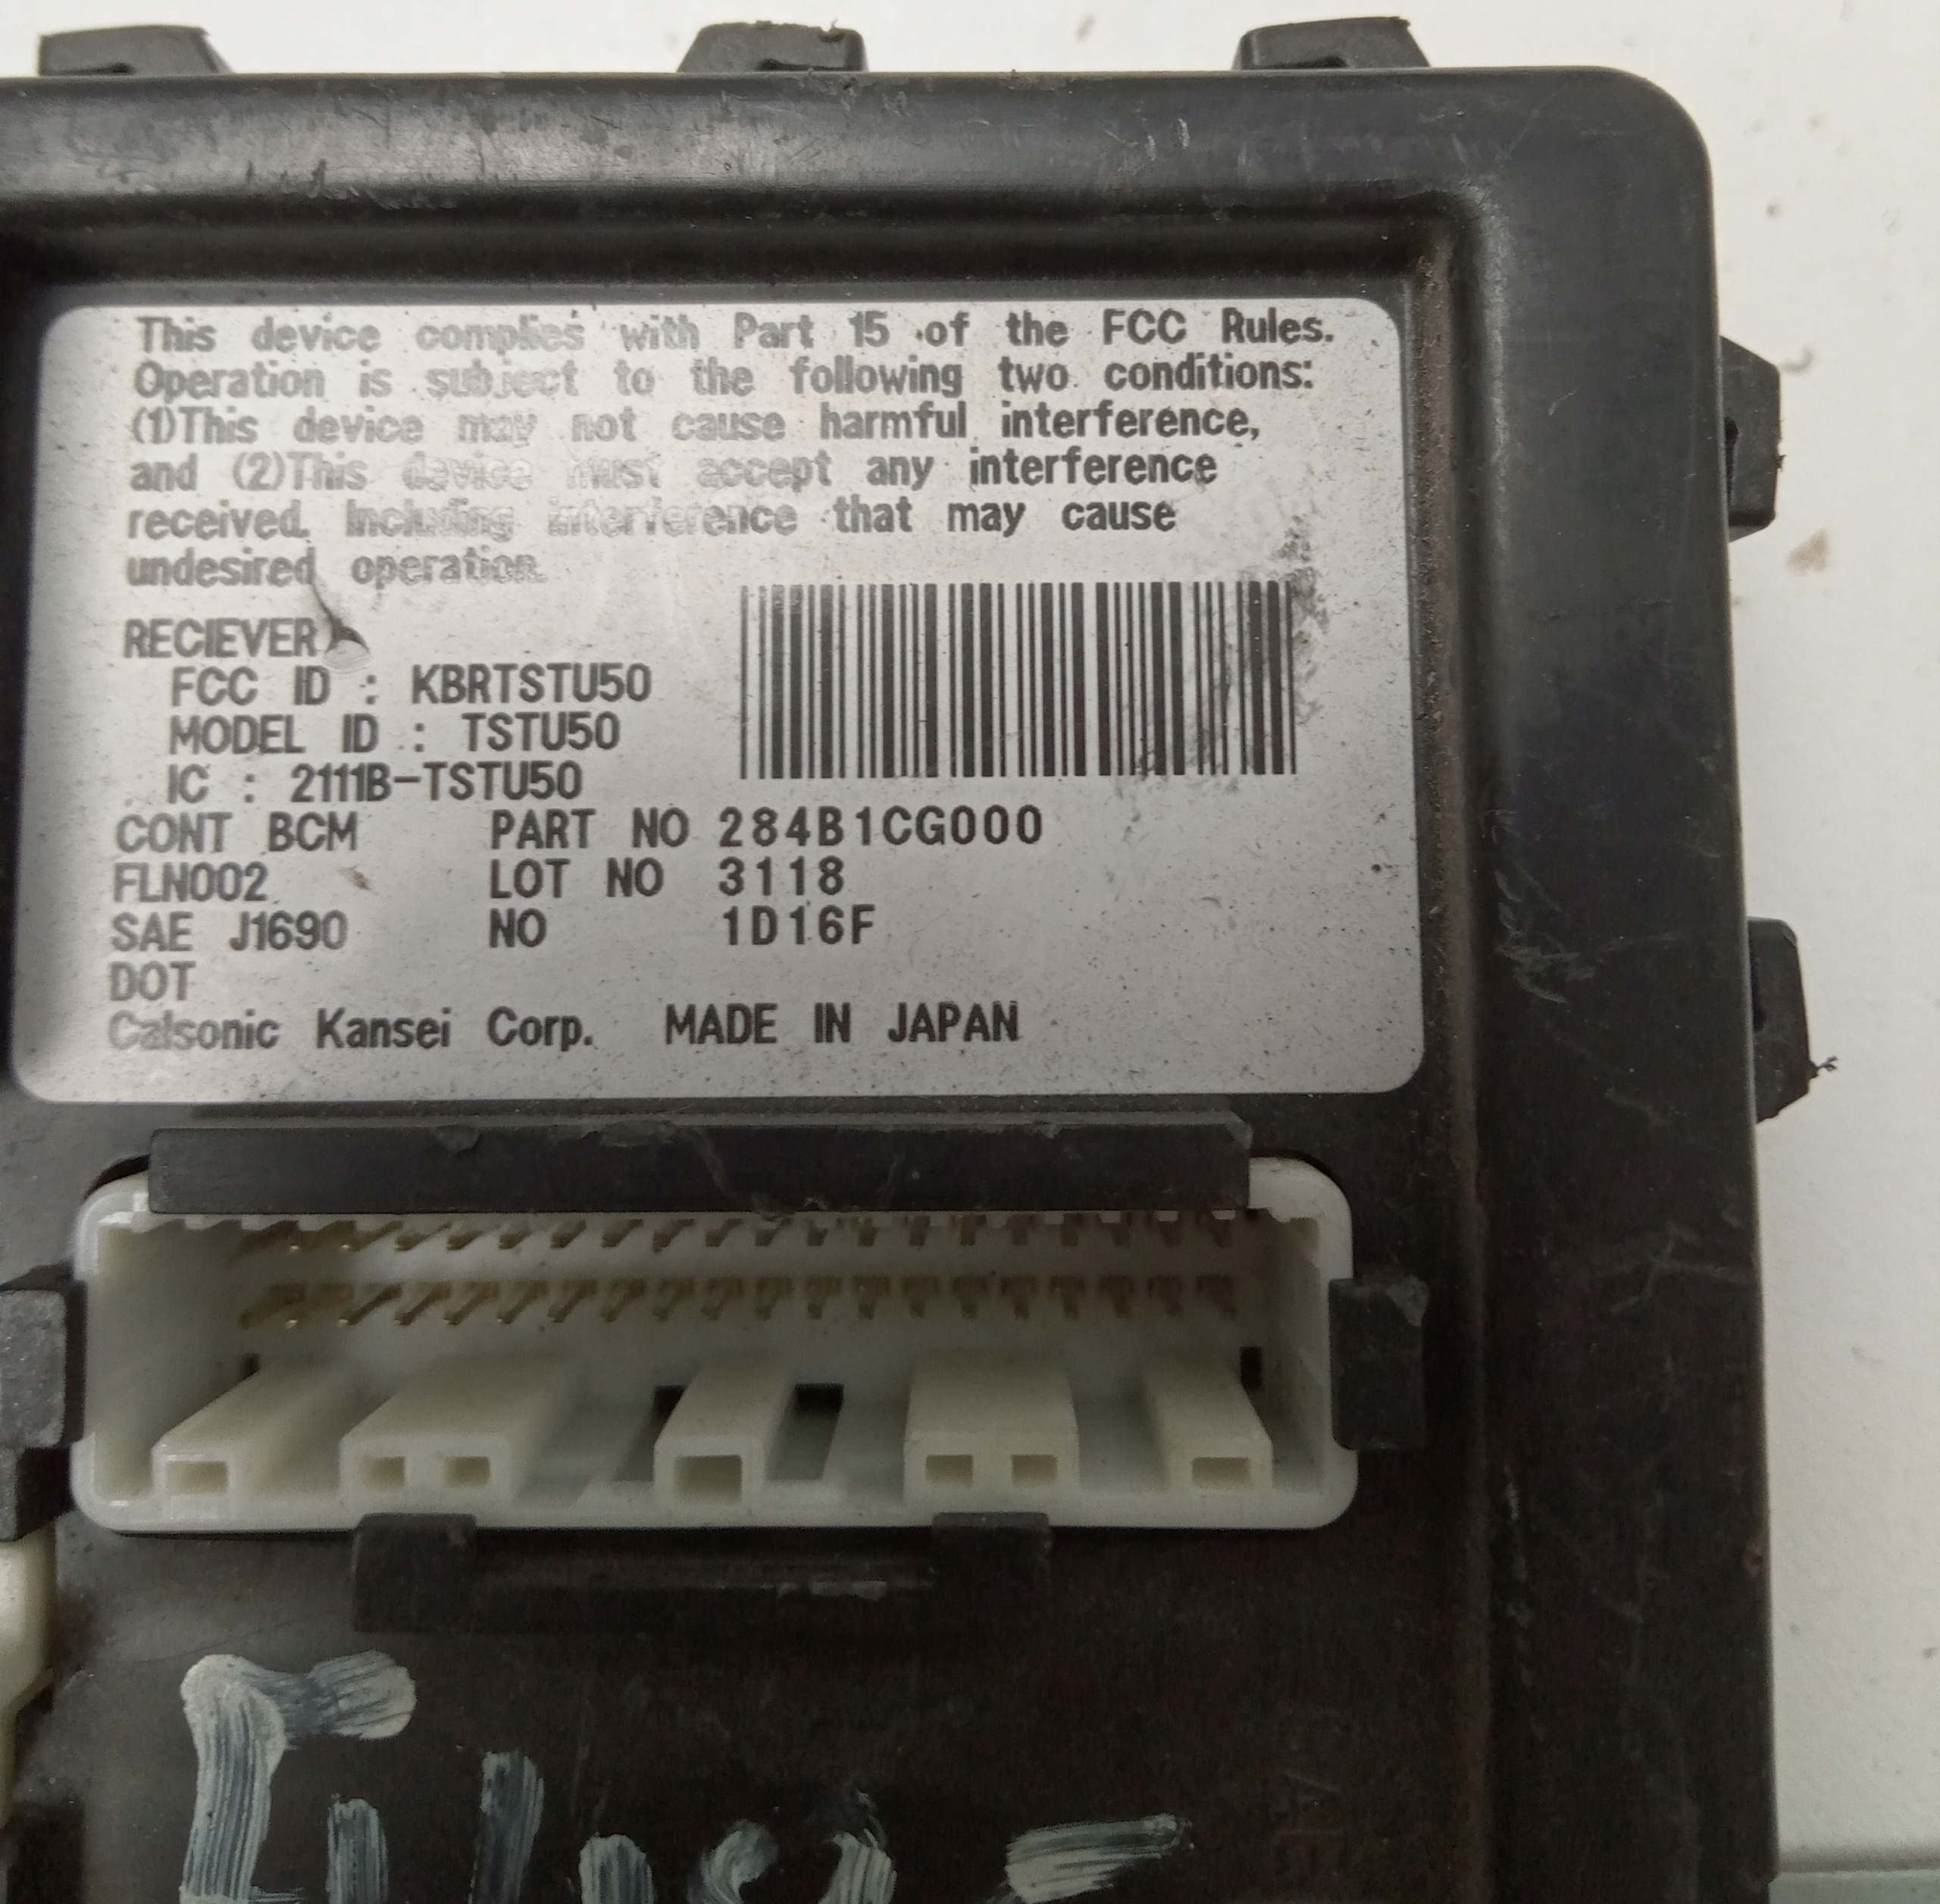 This device complies with Part 15 of the FCC Rules.
Operation is subject to the following two conditions:
(1)This device may not cause harmful interference,
and (2)This device must accept any interference
received. Including interference that may cause
undesired operation.
RECIEVER
FCC ID : KBRTSTU50
MODEL ID : TSTU50
IC : 2111B-TSTU50
CONT BCM PART NO 284B1CG000
FLN002 LOT NO 3118
SAE J1690 NO 1D16F
DOT
Calsonic Kansei Corp. MADE IN JAPAN